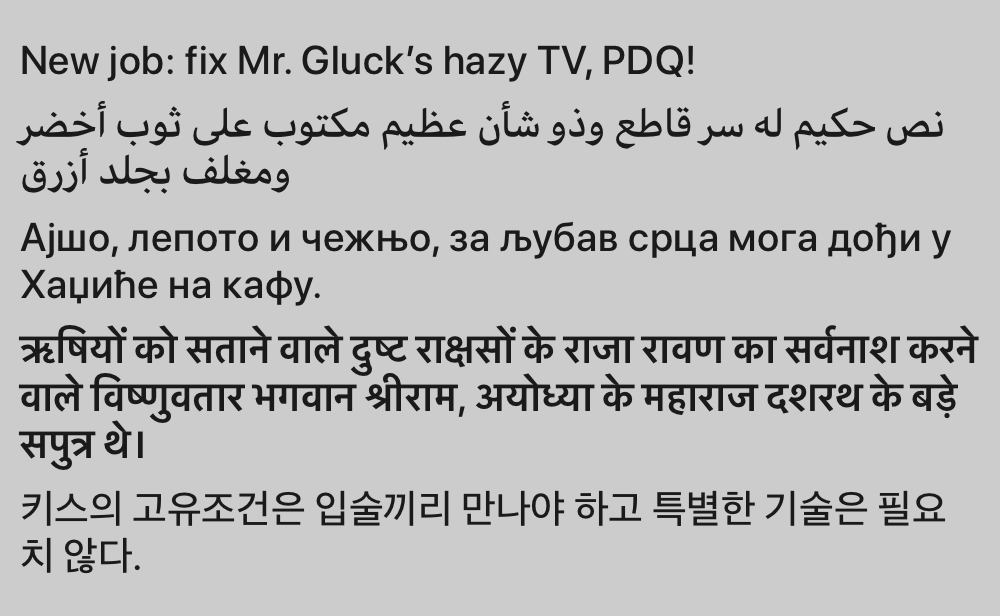 New job: fix Mr. Gluck’s hazy TV, PDQ!
نص حكيم له سر قاطع وذو شأن عظيم مكتوب على ثوب أخضر
ومغلف بجلد أزرق
Ајшо, лепото и чежњо, за љубав срца мога дођи у
Хаџиће на кафу.
ऋषियों को सताने वाले दुष्ट राक्षसों के राजा रावण का सर्वनाश करने
वाले विष्णुवतार भगवान श्रीराम, अयोध्या के महाराज दशरथ के बड़े
सपुत्र थे।
키스의 고유조건은 입술끼리 만나야 하고 특별한 기술은 필요
치 않다.